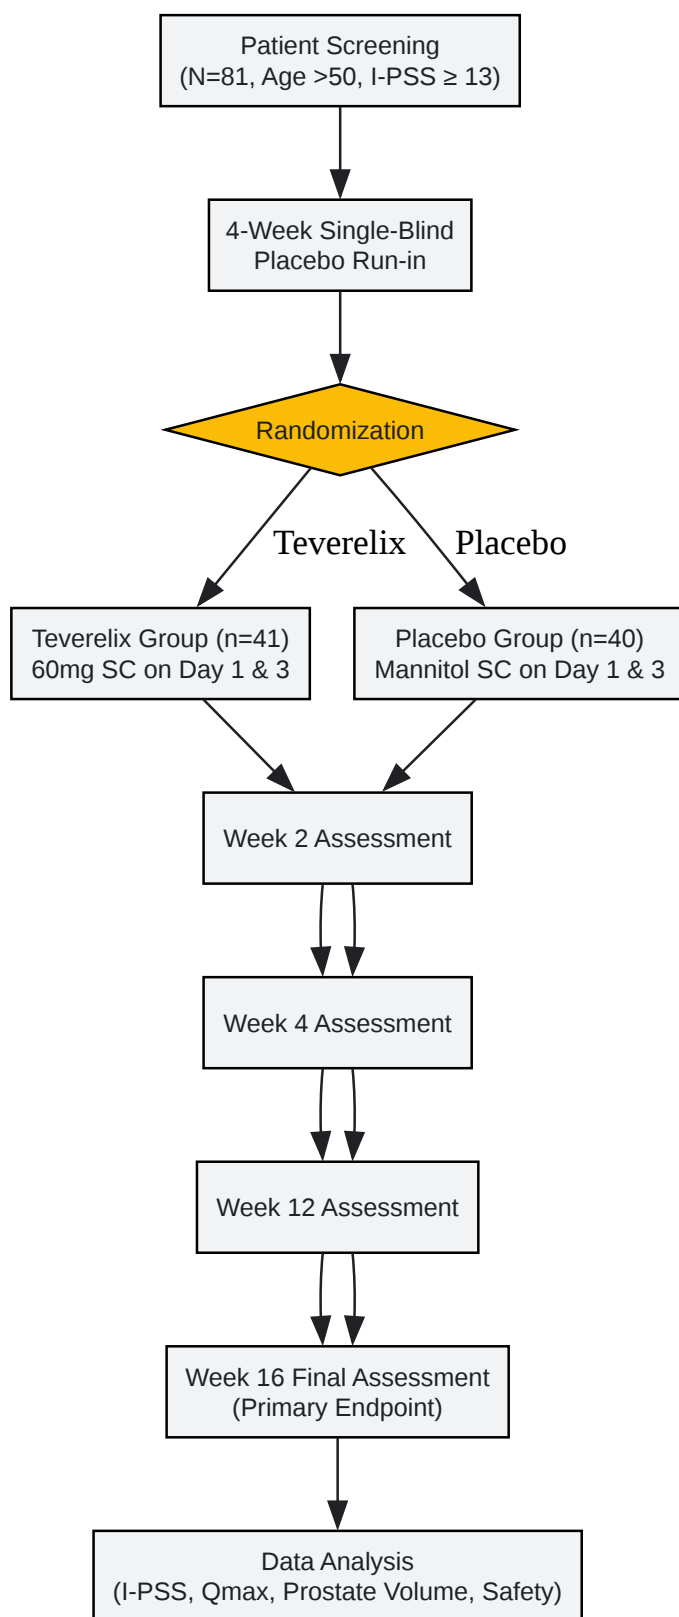 Patient Screening
(N=81, Age >50, I-PSS ≥ 13)
4-Week Single-Blind
Placebo Run-in
Randomization
Teverelix
Placebo
Teverelix Group (n=41)
60mg SC on Day 1 & 3
Placebo Group (n=40)
Mannitol SC on Day 1 & 3
Week 2 Assessment
Week 4 Assessment
Week 12 Assessment
Week 16 Final Assessment
(Primary Endpoint)
Data Analysis
(I-PSS, Qmax, Prostate Volume, Safety)